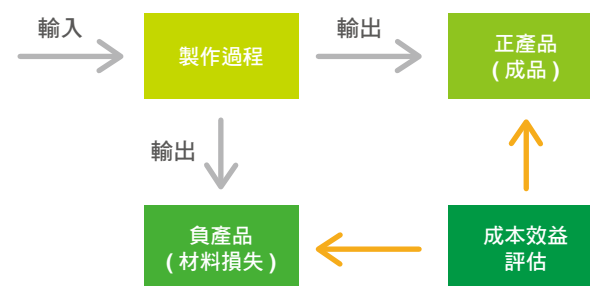 輸入
製作過程
輸出
正產品
( 成品 )
輸出
負產品
( 材料損失 )
成本效益
評估